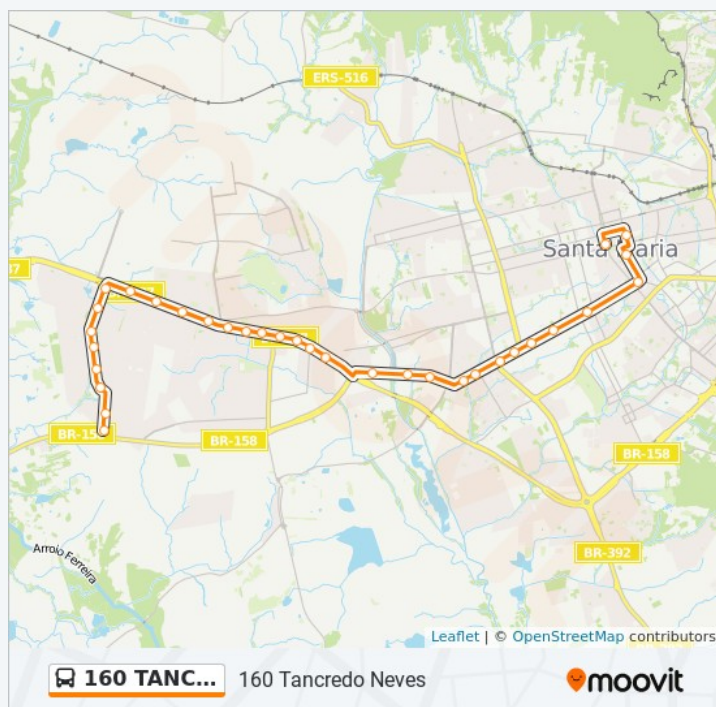 ERS-516
Santa Maria
BR-158
BR-158
BR-158
BR-392
Arroio Ferreira
Leaflet | © OpenStreetMap contributors
160 TANC...
160 Tancredo Neves
moovit